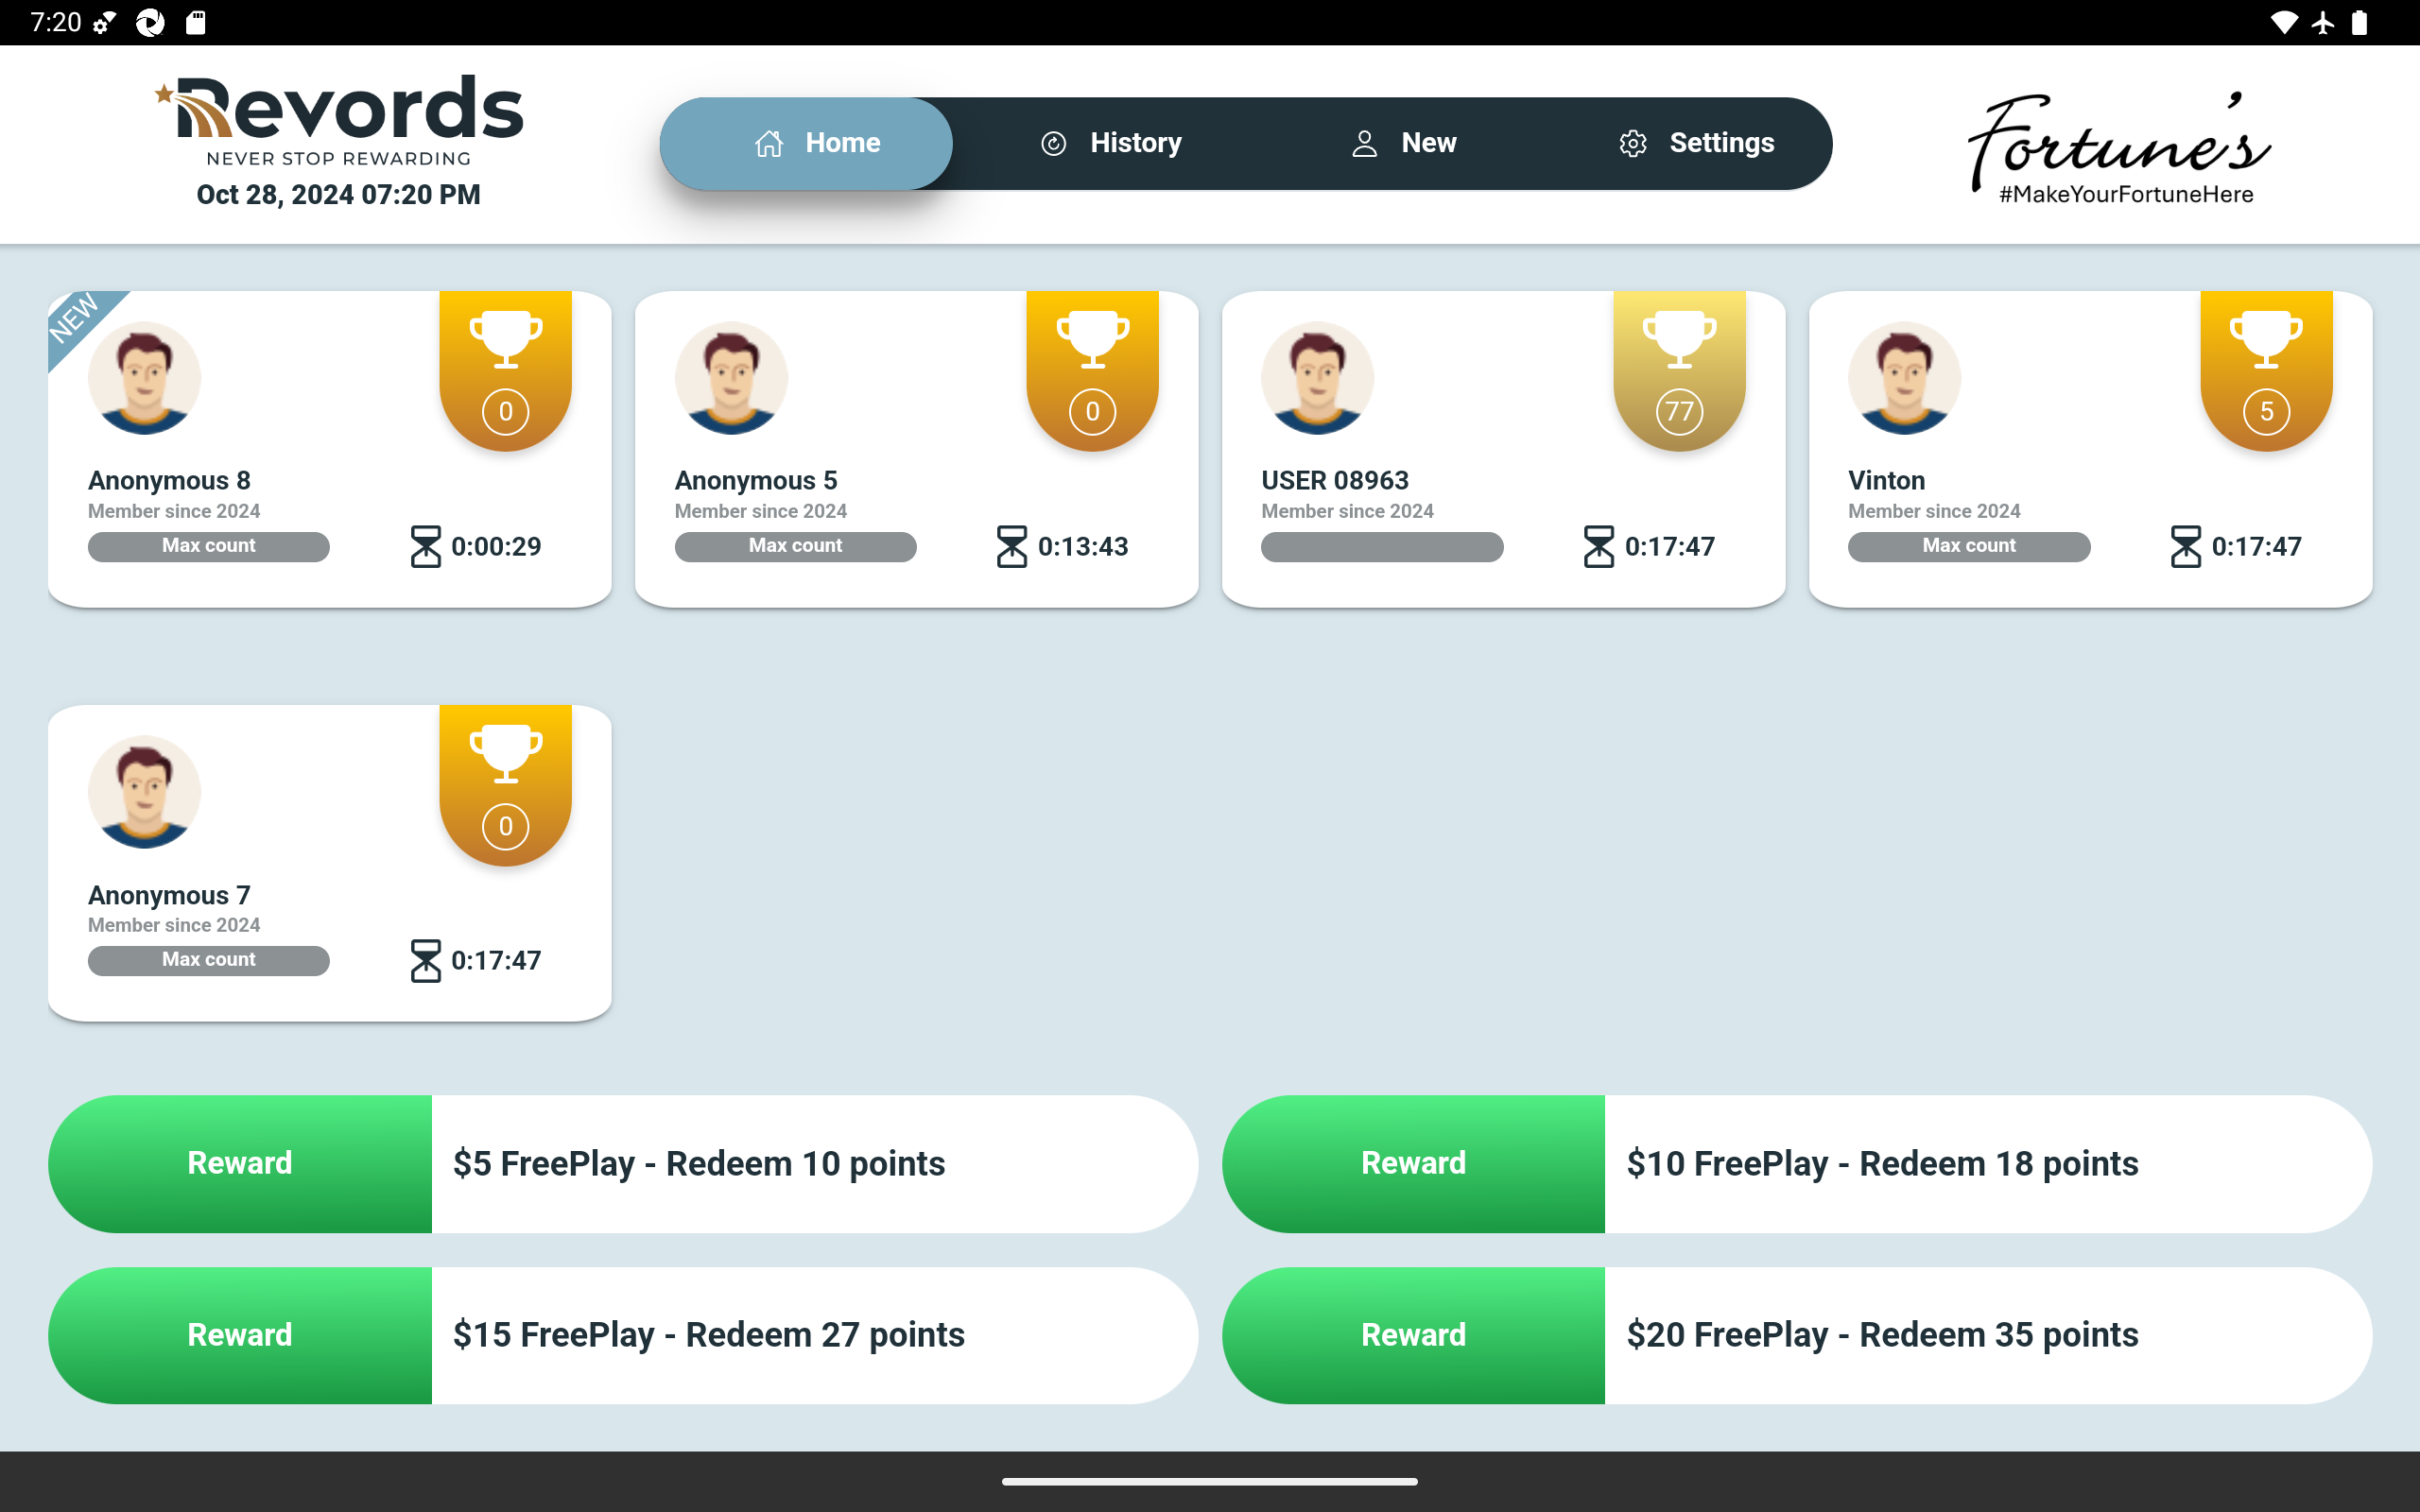 7:20
Revords
NEVER STOP REWARDING
Oct 28, 2024 07:20 PM
Home
History
New
Settings
Fortune's
#MakeYourFortuneHere
NEW
0
Anonymous 8
Member since 2024
Max count
0:00:29
0
Anonymous 5
Member since 2024
Max count
0:13:43
77
USER 08963
Member since 2024
0:17:47
5
Vinton
Member since 2024
Max count
0:17:47
0
Anonymous 7
Member since 2024
Max count
0:17:47
Reward
$5 FreePlay - Redeem 10 points
Reward
$10 FreePlay - Redeem 18 points
Reward
$15 FreePlay - Redeem 27 points
Reward
$20 FreePlay - Redeem 35 points